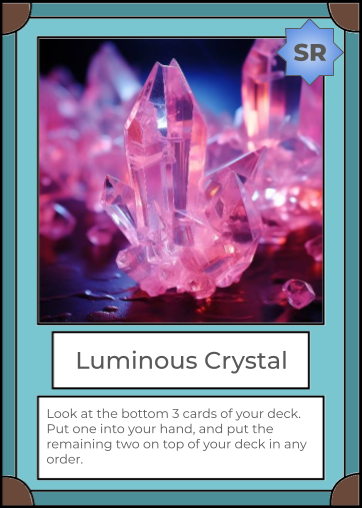 SR
Luminous Crystal
Look at the bottom 3 cards of your deck.
Put one into your hand, and put the
remaining two on top of your deck in any
order.